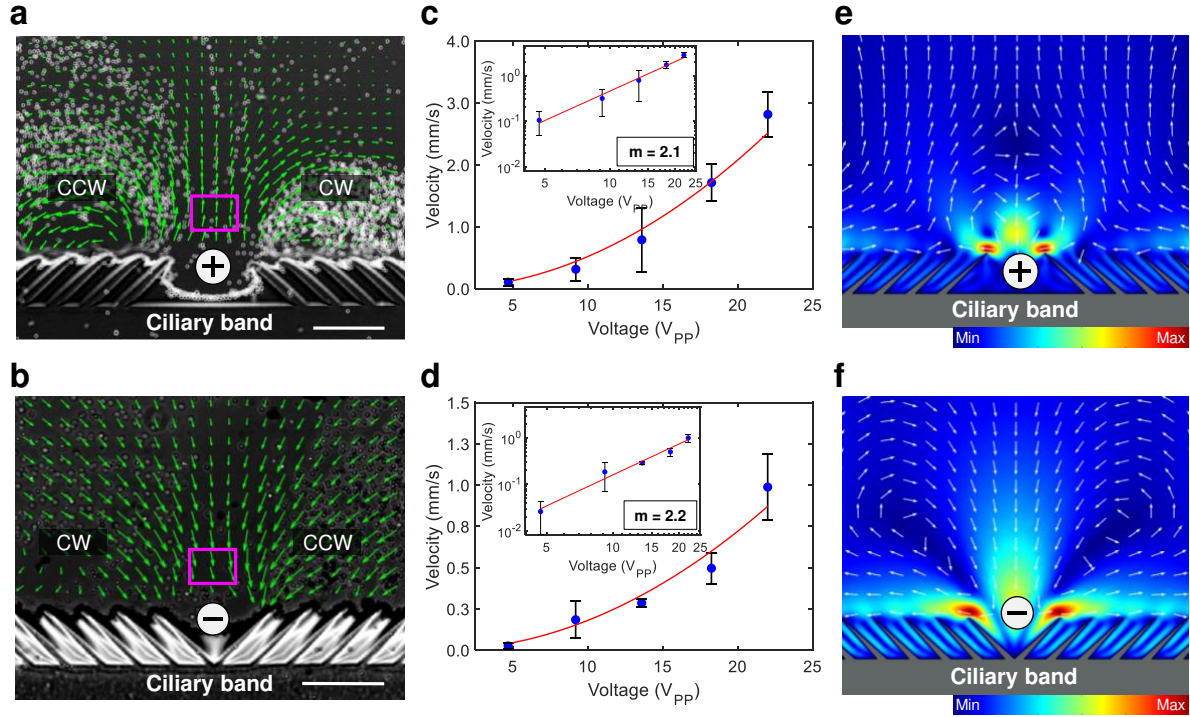 a
CCW
CW
+
Ciliary band
b
CW
CCW
−
Ciliary band
c
4.0
3.0
2.0
1.0
0.0
5
10
15
20
25
Velocity (mm/s)
Voltage (V_PP)
10^0
10^-1
10^-2
5
10
15
20
25
Velocity (mm/s)
Voltage (V_PP)
m = 2.1
d
1.5
1.3
1.0
0.8
0.5
0.3
0.0
5
10
15
20
25
Velocity (mm/s)
Voltage (V_PP)
10^0
10^-1
10^-2
5
10
15
20
25
Velocity (mm/s)
Voltage (V_PP)
m = 2.2
e
+
Ciliary band
Min
Max
f
−
Ciliary band
Min
Max